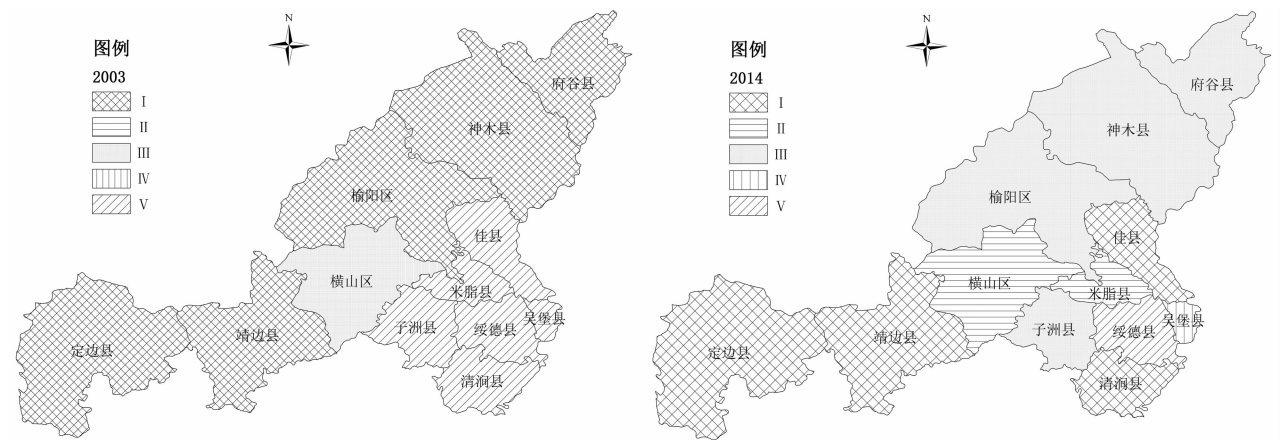 N
图例
2003
I
II
III
IV
V
府谷县
神木县
榆阳区
佳县
横山区
米脂县
吴堡县
子洲县
绥德县
靖边县
定边县
清涧县
N
图例
2014
I
II
III
IV
V
府谷县
神木县
榆阳区
佳县
横山区
米脂县
吴堡县
子洲县
绥德县
靖边县
定边县
清涧县